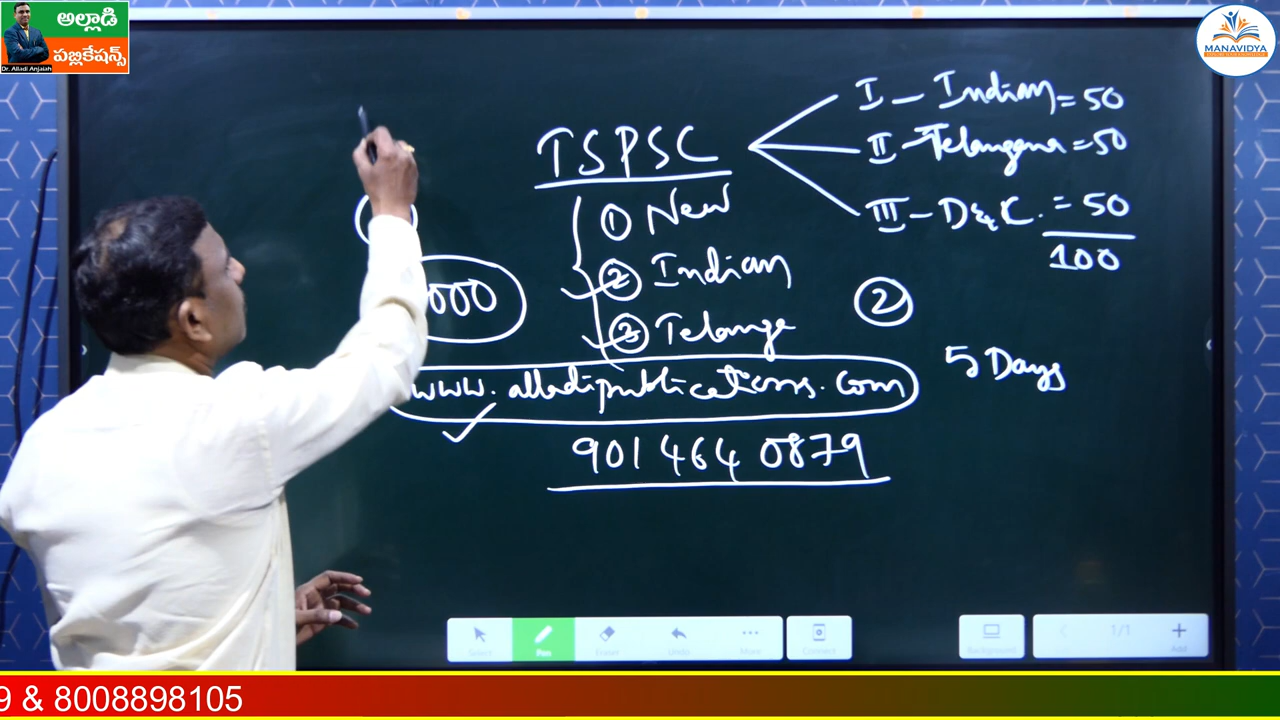 అల్లాడి
పబ్లికేషన్స్
Dr. Alladi Anjaiah
MANAVIDYA
TSPSC
I - Indian = 50
II - Telangana = 50
III - D&K. = 50
100
① New
② Indian
③ Telange
000
②
5 Days
www.alladipublications.com
901 464 0879
Select
Pen
Eraser
Undo
More
Connect
Background
1/1
Add
9 & 8008898105